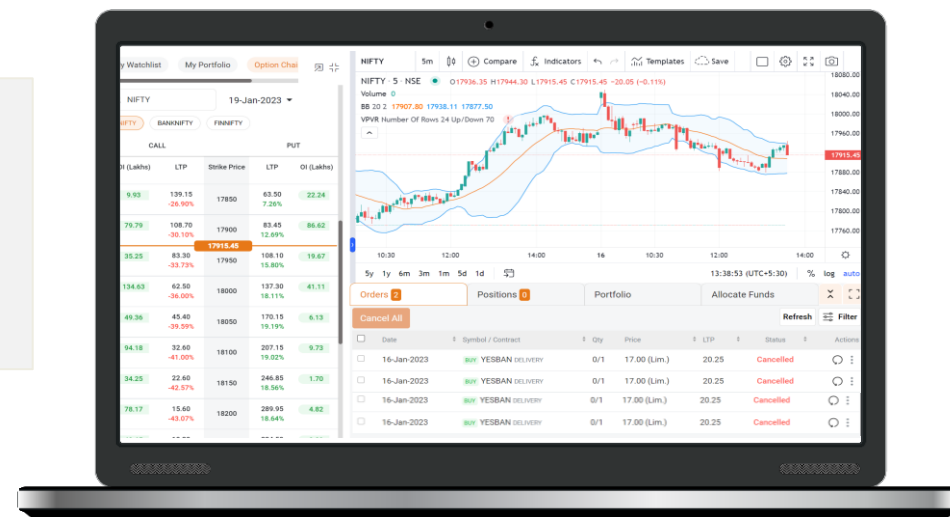 y Watchlist My Portfolio Option Chai
NIFTY 19-Jan-2023
NIFTY BANKNIFTY FINNIFTY
CALL PUT
OI (Lakhs) LTP Strike Price LTP OI (Lakhs)
9.93 139.15 -26.90% 17850 63.50 7.26% 22.24
79.79 108.70 -30.10% 17900 83.45 12.69% 86.62
17915.45
35.25 83.30 -33.73% 17950 108.10 15.80% 19.67
134.63 62.50 -36.00% 18000 137.30 18.11% 41.11
49.36 45.40 -39.59% 18050 170.15 19.19% 6.13
94.18 32.60 -41.00% 18100 207.15 19.02% 9.73
34.25 22.60 -42.57% 18150 246.85 18.56% 1.70
78.17 15.60 -43.07% 18200 289.95 18.64% 4.82
NIFTY 5m Compare Indicators Templates Save
NIFTY · 5 · NSE O17936.35 H17944.30 L17915.45 C17915.45 -20.05 (-0.11%)
Volume 0
BB 20 2 17907.80 17938.11 17877.50
VPVR Number Of Rows 24 Up/Down 70 !
18080.00
18040.00
18000.00
17960.00
17915.45
17880.00
17840.00
17800.00
17760.00
10:30 12:00 14:00 16 10:30 12:00 14:00
5y 1y 6m 3m 1m 5d 1d 13:38:53 (UTC+5:30) % log auto
Orders 2 Positions 0 Portfolio Allocate Funds
Cancel All Refresh Filter
Date Symbol / Contract Qty Price LTP Status Actions
16-Jan-2023 BUY YESBAN DELIVERY 0/1 17.00 (Lim.) 20.25 Cancelled
16-Jan-2023 BUY YESBAN DELIVERY 0/1 17.00 (Lim.) 20.25 Cancelled
16-Jan-2023 BUY YESBAN DELIVERY 0/1 17.00 (Lim.) 20.25 Cancelled
16-Jan-2023 BUY YESBAN DELIVERY 0/1 17.00 (Lim.) 20.25 Cancelled